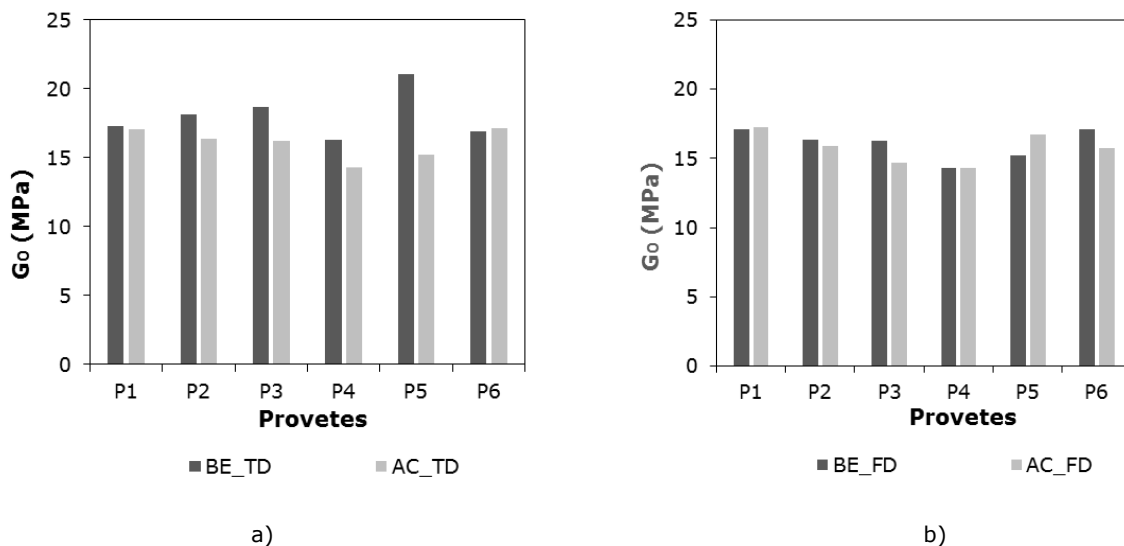 25
20
15
10
5
0
G0 (MPa)
P1 P2 P3 P4 P5 P6
Provetes
BE_TD AC_TD
a)
25
20
15
10
5
0
G0 (MPa)
P1 P2 P3 P4 P5 P6
Provetes
BE_FD AC_FD
b)